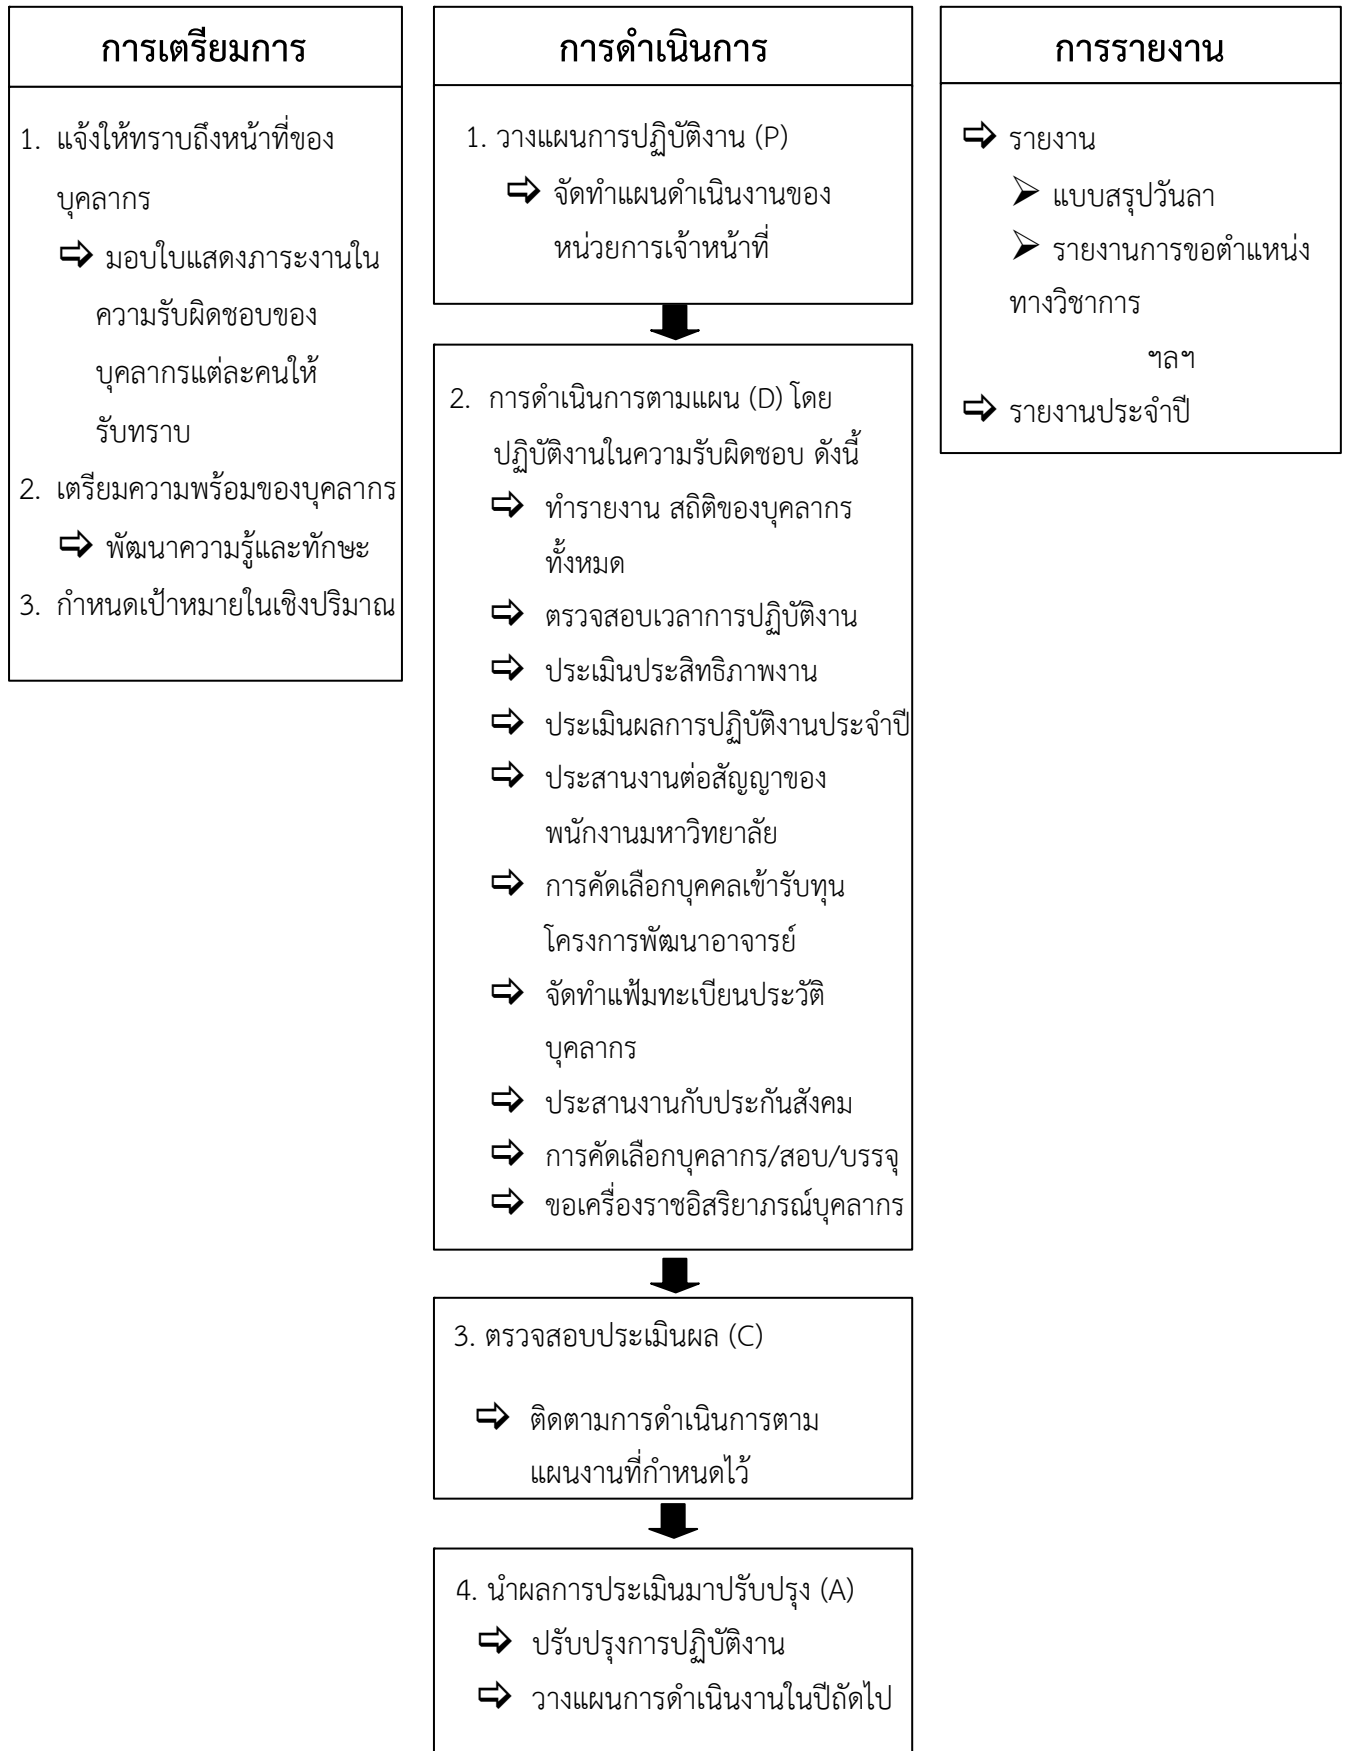 การเตรียมการ
1. แจ้งให้ทราบถึงหน้าที่ของ
บุคลากร
⇨ มอบใบแสดงภาระงานใน
ความรับผิดชอบของ
บุคลากรแต่ละคนให้
รับทราบ
2. เตรียมความพร้อมของบุคลากร
⇨ พัฒนาความรู้และทักษะ
3. กำหนดเป้าหมายในเชิงปริมาณ
การดำเนินการ
1. วางแผนการปฏิบัติงาน (P)
⇨ จัดทำแผนดำเนินงานของ
หน่วยการเจ้าหน้าที่
2. การดำเนินการตามแผน (D) โดย
ปฏิบัติงานในความรับผิดชอบ ดังนี้
⇨ ทำรายงาน สถิติของบุคลากร
ทั้งหมด
⇨ ตรวจสอบเวลาการปฏิบัติงาน
⇨ ประเมินประสิทธิภาพงาน
⇨ ประเมินผลการปฏิบัติงานประจำปี
⇨ ประสานงานต่อสัญญาของ
พนักงานมหาวิทยาลัย
⇨ การคัดเลือกบุคคลเข้ารับทุน
โครงการพัฒนาอาจารย์
⇨ จัดทำแฟ้มทะเบียนประวัติ
บุคลากร
⇨ ประสานงานกับประกันสังคม
⇨ การคัดเลือกบุคลากร/สอบ/บรรจุ
⇨ ขอเครื่องราชอิสริยาภรณ์บุคลากร
3. ตรวจสอบประเมินผล (C)
⇨ ติดตามการดำเนินการตาม
แผนงานที่กำหนดไว้
4. นำผลการประเมินมาปรับปรุง (A)
⇨ ปรับปรุงการปฏิบัติงาน
⇨ วางแผนการดำเนินงานในปีถัดไป
การรายงาน
⇨ รายงาน
➢ แบบสรุปวันลา
➢ รายงานการขอตำแหน่ง
ทางวิชาการ
ฯลฯ
⇨ รายงานประจำปี